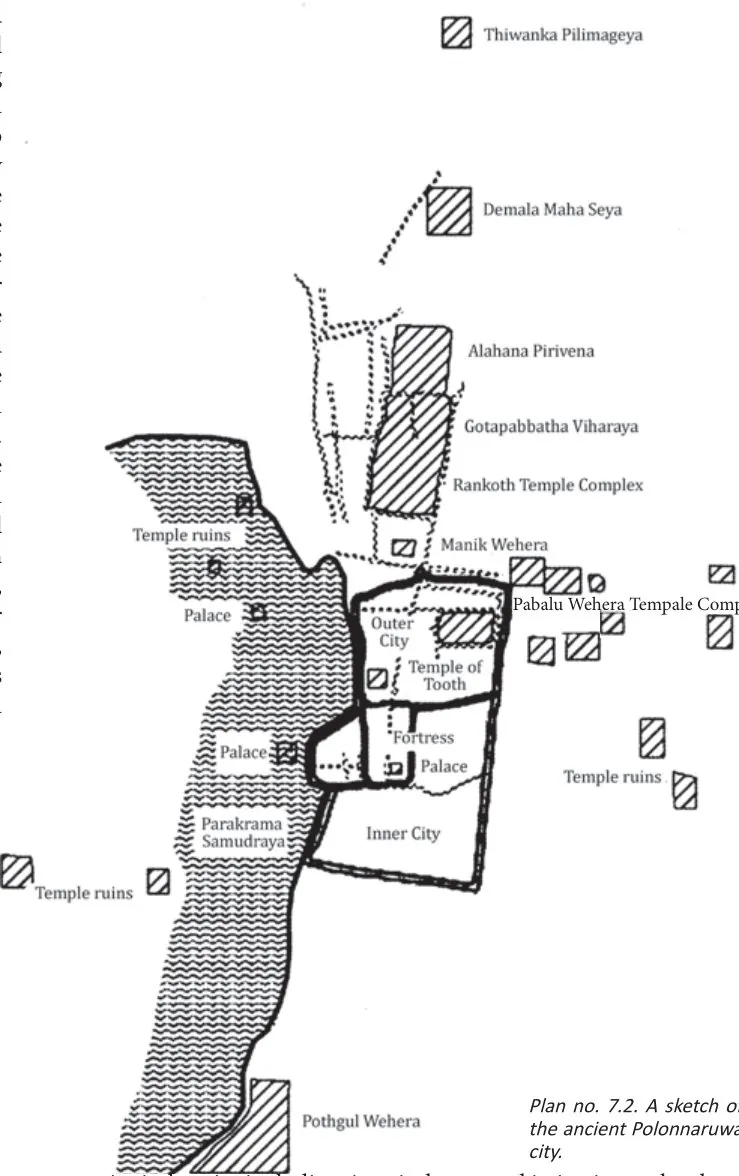 Thiwanka Pilimageya
Demala Maha Seya
Alahana Pirivena
Gotapabbatha Viharaya
Rankoth Temple Complex
Temple ruins
Manik Wehera
Pabalu Wehera Tempale Comp
Palace
Outer
City
Temple of
Tooth
Fortress
Palace
Palace
Temple ruins
Parakrama
Samudraya
Inner City
Temple ruins
Plan no. 7.2. A sketch o
the ancient Polonnaruwa
city.
Pothgul Wehera